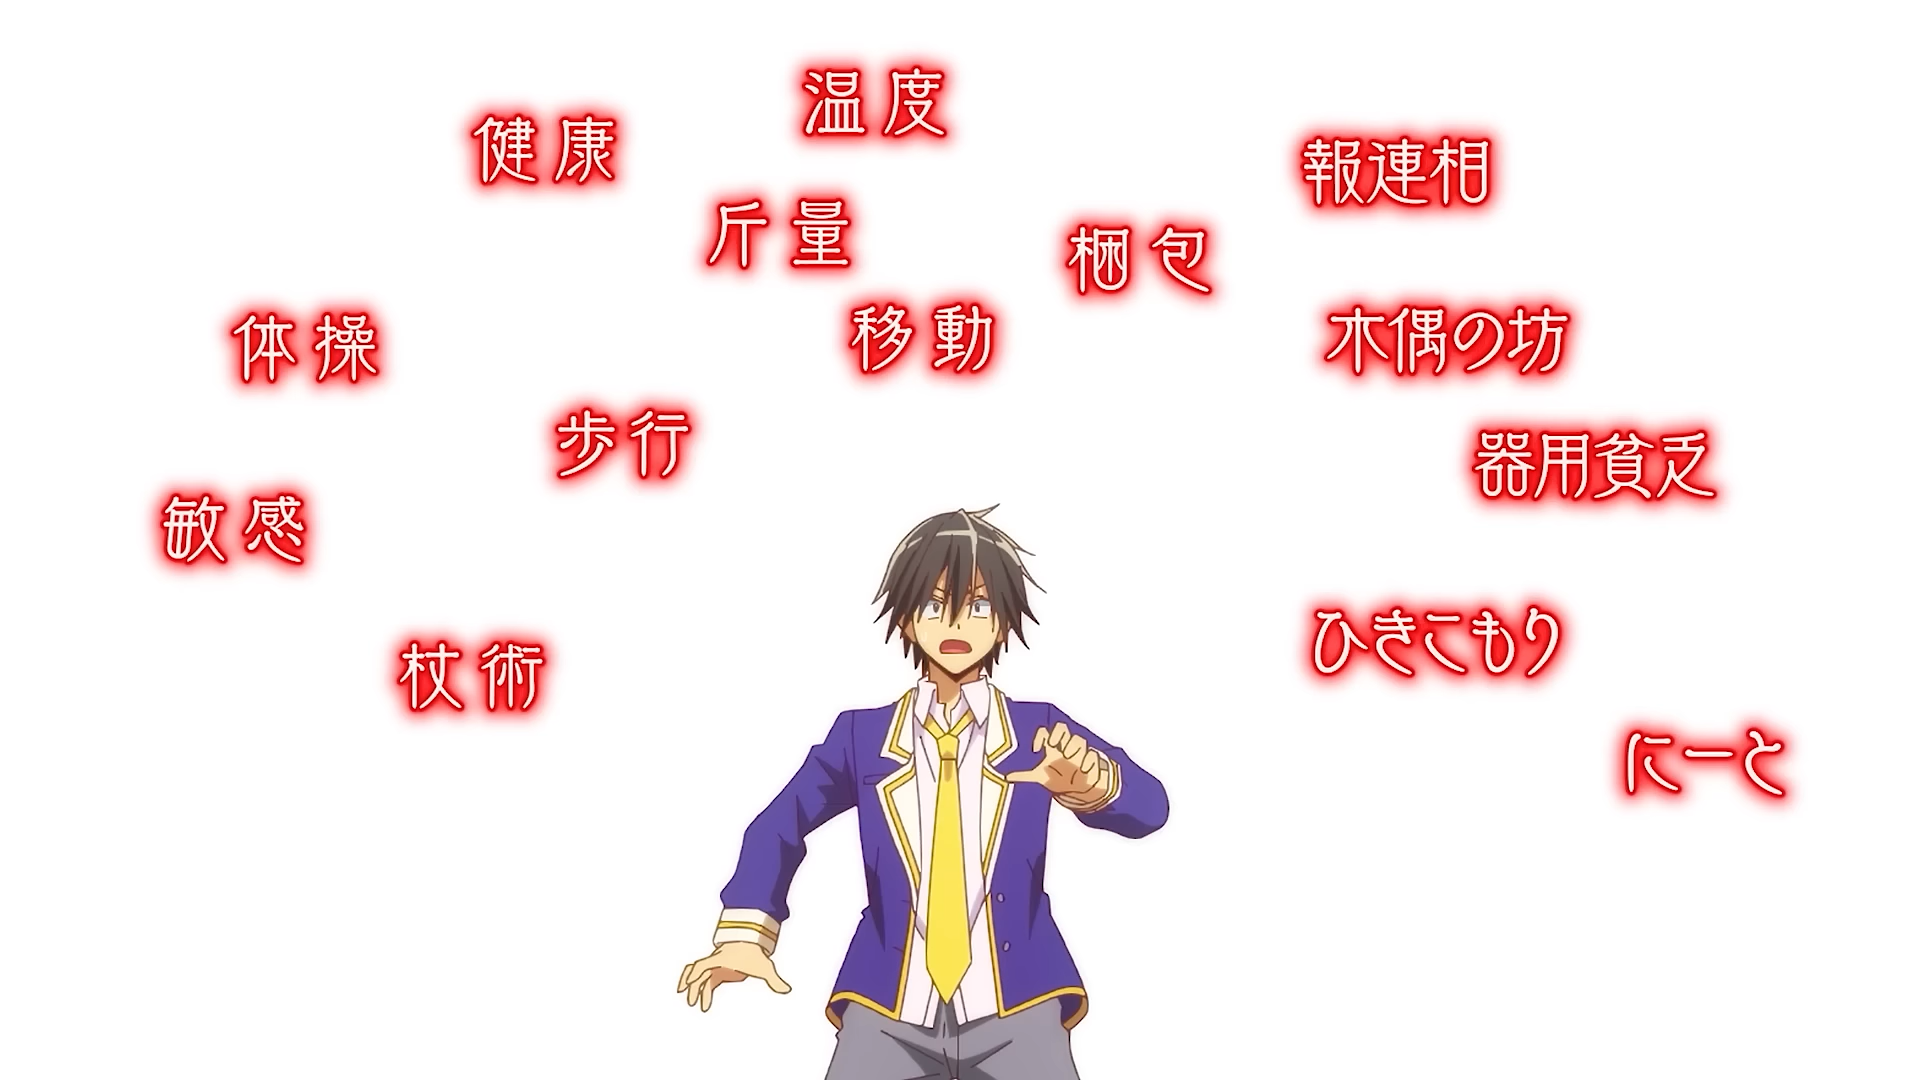 温度
健康
報連相
斤量
梱包
移動
木偶の坊
体操
歩行
器用貧乏
敏感
ひきこもり
杖術
にーと